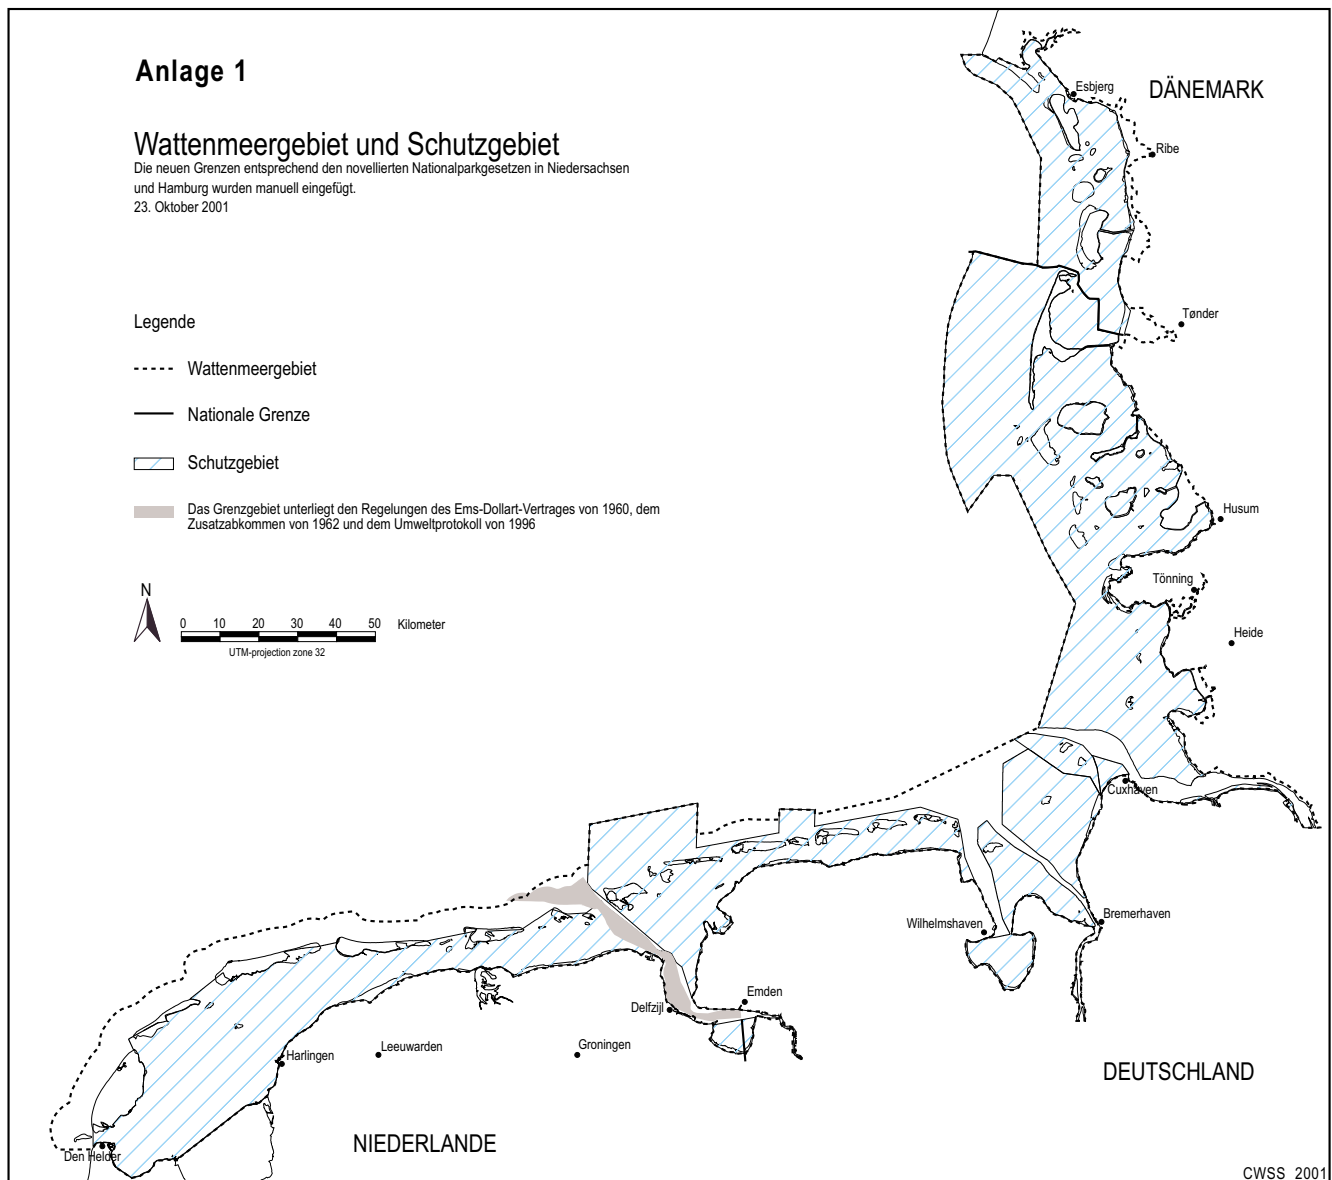 Anlage 1
Wattenmeergebiet und Schutzgebiet
Die neuen Grenzen entsprechend den novellierten Nationalparkgesetzen in Niedersachsen
und Hamburg wurden manuell eingefügt.
23. Oktober 2001
Legende
Wattenmeergebiet
Nationale Grenze
Schutzgebiet
Das Grenzgebiet unterliegt den Regelungen des Ems-Dollart-Vertrages von 1960, dem
Zusatzabkommen von 1962 und dem Umweltprotokoll von 1996
N
0 10 20 30 40 50 Kilometer
UTM-projection zone 32
DÄNEMARK
Esbjerg
Ribe
Tønder
Husum
Tönning
Heide
Cuxhaven
Bremerhaven
Wilhelmshaven
Emden
Delfzijl
Groningen
Leeuwarden
Harlingen
Den Helder
DEUTSCHLAND
NIEDERLANDE
CWSS 2001